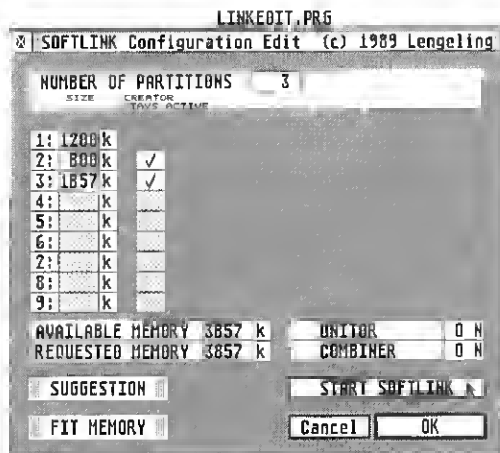 LINKEDIT.PRG
SOFTLINK Configuration Edit (c) 1989 Lengeling
NUMBER OF PARTITIONS 3
SIZE CREATOR
TOYS ACTIVE
1: 1200 k
2: 800 k ✓
3: 1857 k ✓
4: k
5: k
6: k
7: k
8: k
9: k
AVAILABLE MEMORY 3857 k UNITOR O N
REQUESTED MEMORY 3857 k COMBINER O N
SUGGESTION START SOFTLINK
FIT MEMORY Cancel OK